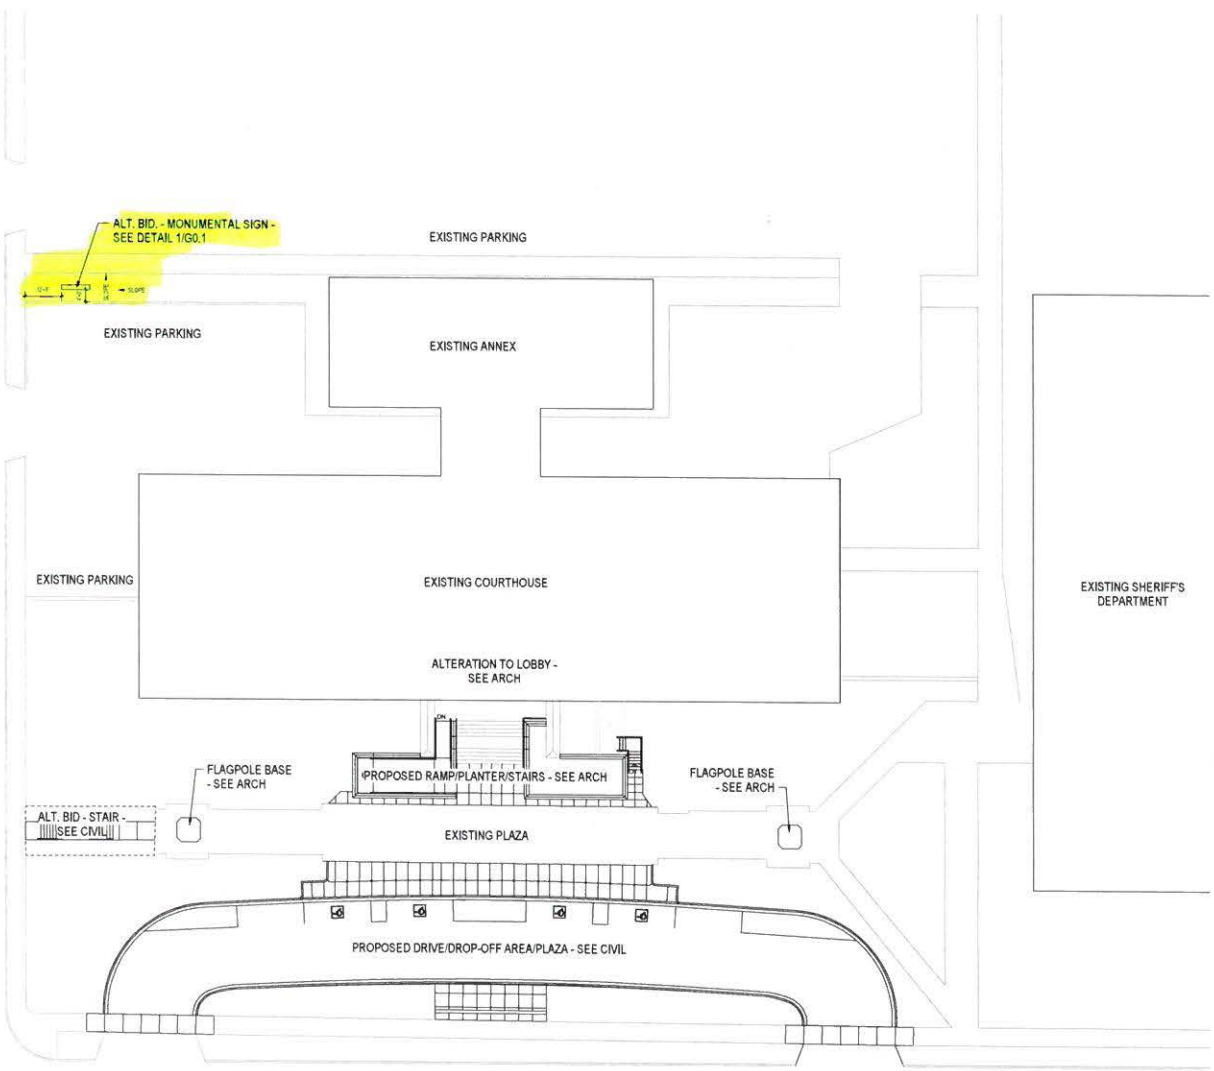 ALT. BID. - MONUMENTAL SIGN -
SEE DETAIL 1/G0.1
EXISTING PARKING
SLOPE
EXISTING PARKING
EXISTING ANNEX
EXISTING PARKING
EXISTING COURTHOUSE
EXISTING SHERIFF'S
DEPARTMENT
ALTERATION TO LOBBY -
SEE ARCH
DN
FLAGPOLE BASE
- SEE ARCH
PROPOSED RAMP/PLANTER/STAIRS - SEE ARCH
FLAGPOLE BASE
- SEE ARCH
ALT. BID - STAIR -
SEE CIVIL
EXISTING PLAZA
PROPOSED DRIVE/DROP-OFF AREA/PLAZA - SEE CIVIL